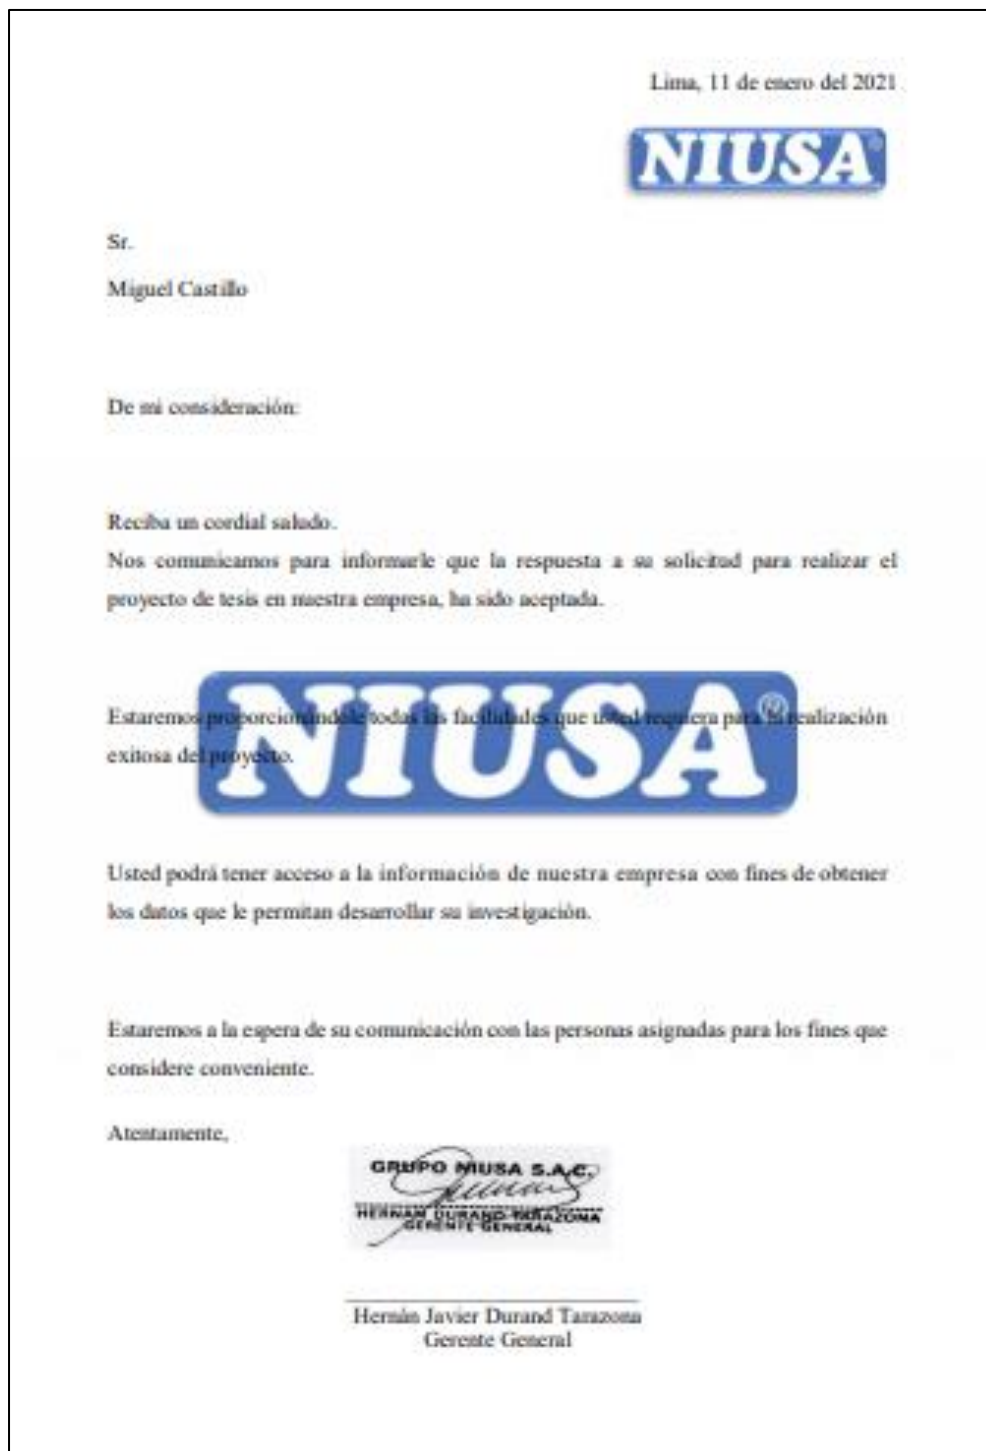 Lima, 11 de enero del 2021
NIUSA®
Sr.
Miguel Castillo
De mi consideración:
Reciba un cordial saludo.
Nos comunicamos para informarle que la respuesta a su solicitud para realizar el
proyecto de tesis en nuestra empresa, ha sido aceptada.
NIUSA®
Estaremos proporcionándole todas las facilidades que usted requiera para la realización
exitosa del proyecto.
Usted podrá tener acceso a la información de nuestra empresa con fines de obtener
los datos que le permitan desarrollar su investigación.
Estaremos a la espera de su comunicación con las personas asignadas para los fines que
considere conveniente.
Atentamente,
GRUPO NIUSA S.A.C.
HERNAN DURAND TARAZONA
GERENTE GENERAL
Hernán Javier Durand Tarazona
Gerente General